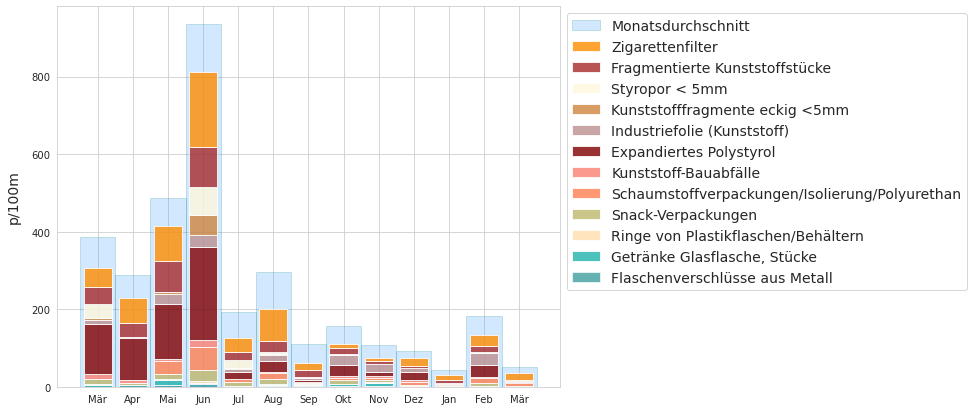 800
600
400
200
0
p/100m
Mär Apr Mai Jun Jul Aug Sep Okt Nov Dez Jan Feb Mär
Monatsdurchschnitt
Zigarettenfilter
Fragmentierte Kunststoffstücke
Styropor < 5mm
Kunststofffragmente eckig <5mm
Industriefolie (Kunststoff)
Expandiertes Polystyrol
Kunststoff-Bauabfälle
Schaumstoffverpackungen/Isolierung/Polyurethan
Snack-Verpackungen
Ringe von Plastikflaschen/Behältern
Getränke Glasflasche, Stücke
Flaschenverschlüsse aus Metall